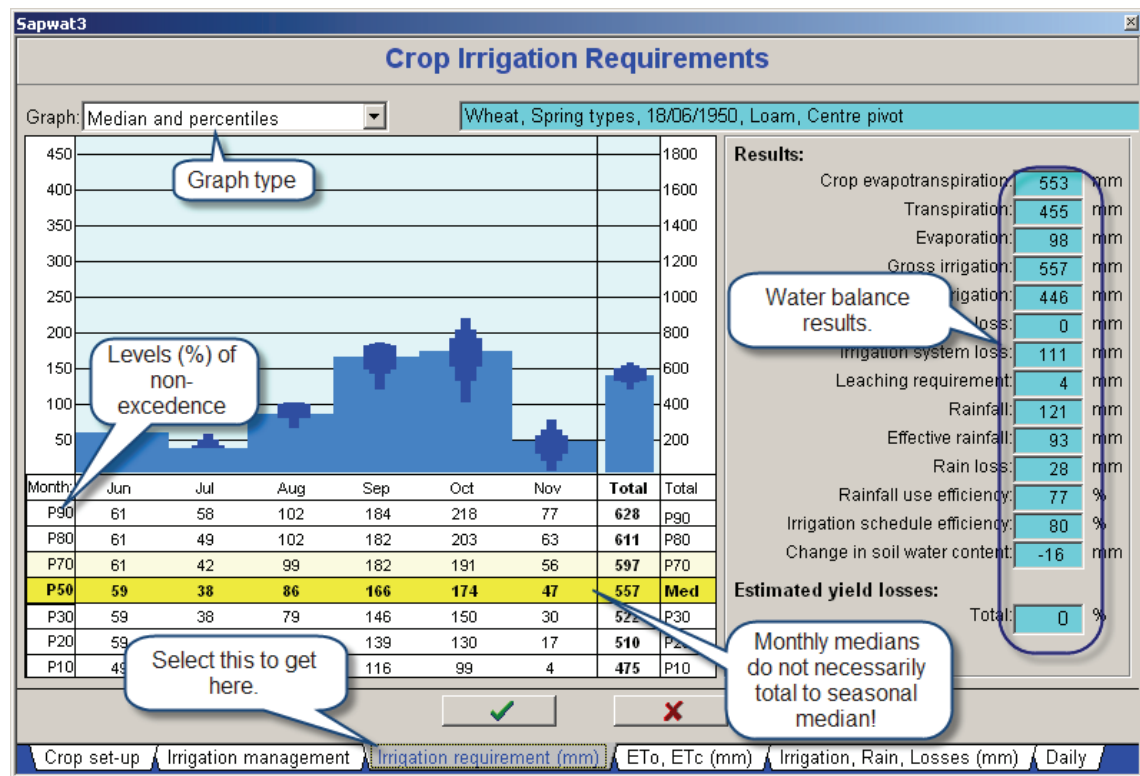 Sapwat3
Crop Irrigation Requirements
Graph: Median and percentiles
Wheat, Spring types, 18/06/1950, Loam, Centre pivot
Graph type
450 1800
400 1600
350 1400
300 1200
250 1000
200 800
150 600
100 400
50 200
Levels (%) of
non-
excedence
Month: Jun Jul Aug Sep Oct Nov Total Total
P90 61 58 102 184 218 77 628 P90
P80 61 49 102 182 203 63 611 P80
P70 61 42 99 182 191 56 597 P70
P50 59 38 86 166 174 47 557 Med
P30 59 38 79 146 150 30 522 P30
P20 59 139 130 17 510 P20
P10 49 116 99 4 475 P10
Select this to get
here.
Results:
Crop evapotranspiration: 553 mm
Transpiration: 455 mm
Evaporation: 98 mm
Gross irrigation: 557 mm
rigation: 446 mm
loss: 0 mm
Irrigation system loss: 111 mm
Leaching requirement: 4 mm
Rainfall: 121 mm
Effective rainfall: 93 mm
Rain loss: 28 mm
Rainfall use efficiency: 77 %
Irrigation schedule efficiency: 80 %
Change in soil water content: -16 mm
Estimated yield losses:
Total: 0 %
Water balance
results.
Monthly medians
do not necessarily
total to seasonal
median!
Crop set-up Irrigation management Irrigation requirement (mm) ETo, ETc (mm) Irrigation, Rain, Losses (mm) Daily